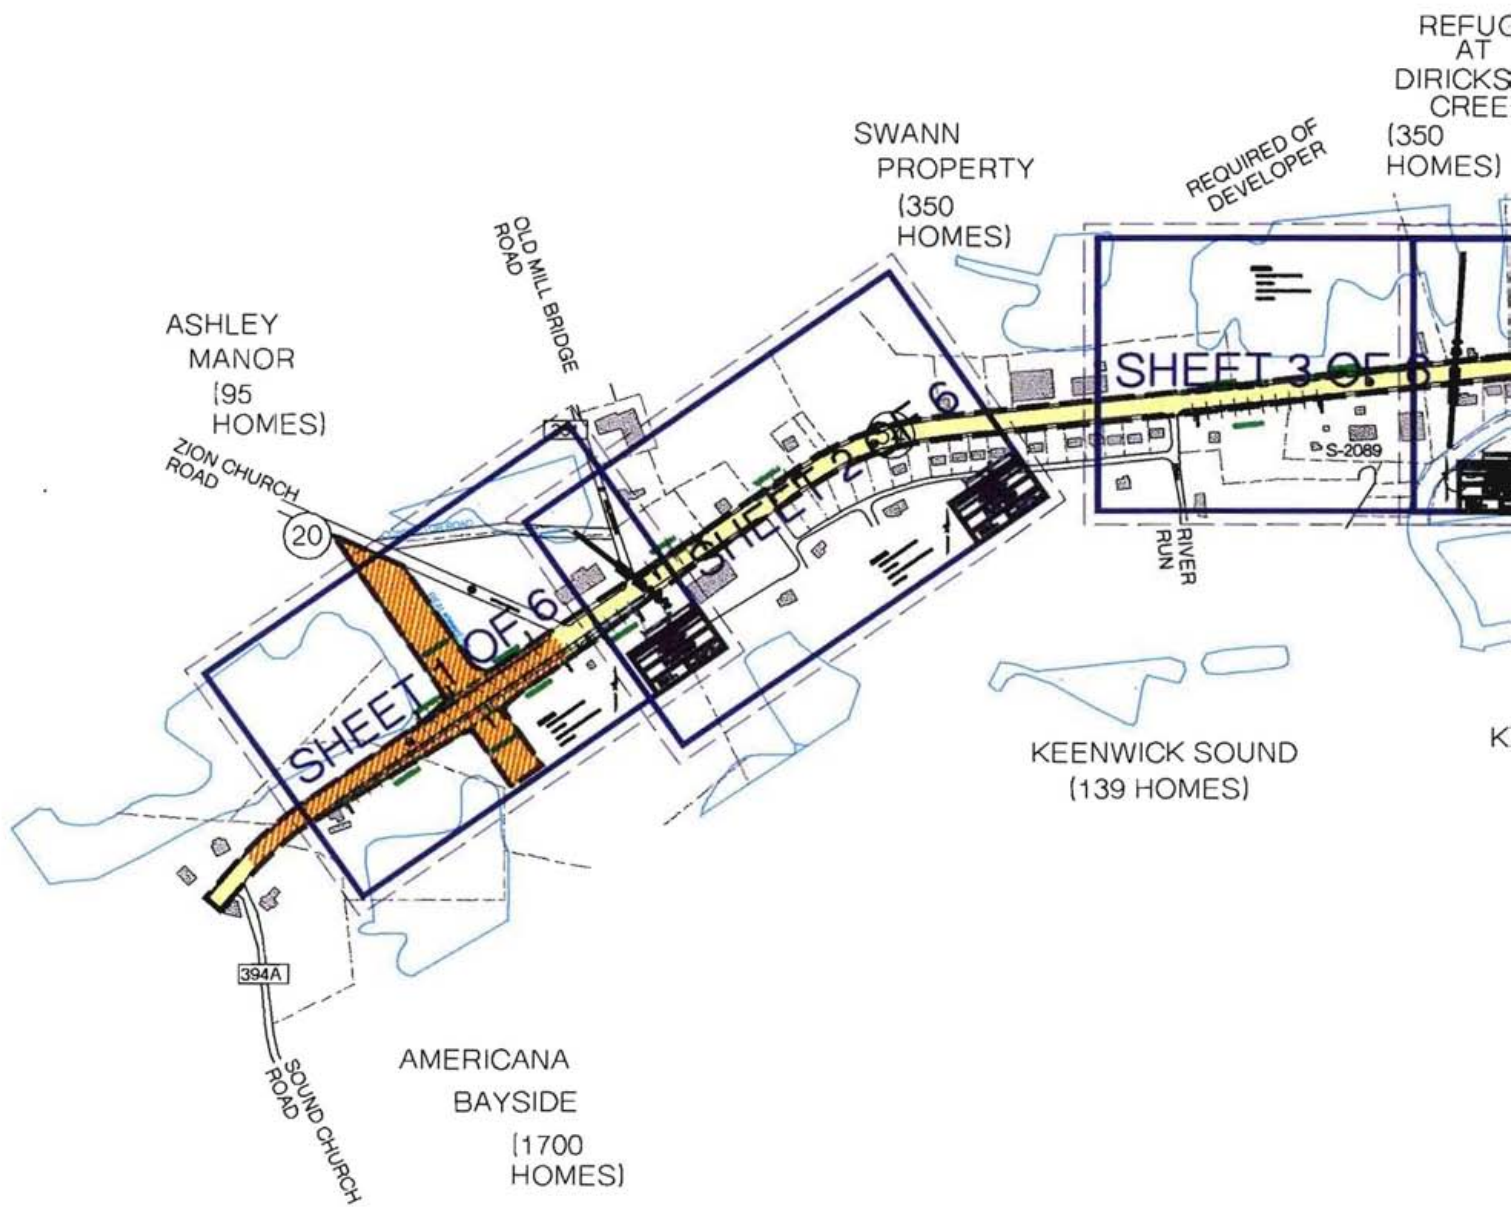 REFUG
AT
DIRICKS
CREE
(350
HOMES)
REQUIRED OF
DEVELOPER
SWANN
PROPERTY
(350
HOMES)
OLD MILL BRIDGE
ROAD
ASHLEY
MANOR
(95
HOMES)
ZION CHURCH
ROAD
20
SHEET 1 OF 6
SHEET 2 OF 6
SHEET 3 OF 6
S-2089
RIVER
RUN
KEENWICK SOUND
(139 HOMES)
K
394A
SOUND CHURCH
ROAD
AMERICANA
BAYSIDE
(1700
HOMES)